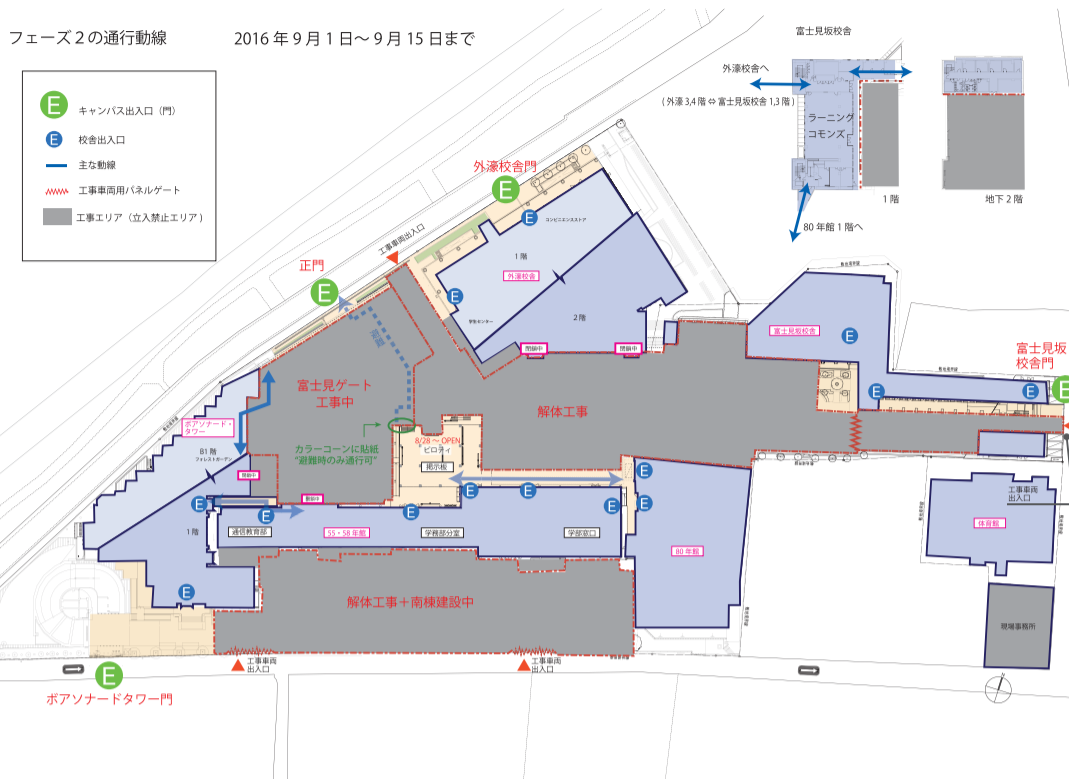 フェーズ2の通行動線
2016年9月1日～9月15日まで
E
キャンパス出入口（門）
E
校舎出入口
主な動線
工事車両用パネルゲート
工事エリア（立入禁止エリア）
富士見坂校舎
外濠校舎へ
(外濠3,4階⇔富士見坂校舎1,3階)
ラーニング
コモンズ
1階
地下2階
80年館1階へ
外濠校舎門
E
工事車両出入口
E
コンビニエンスストア
1階
外濠校舎
E
学生センター
2階
閉鎖中
閉鎖中
正門
E
閉鎖
富士見ゲート
工事中
解体工事
富士見坂校舎
E
富士見坂
校舎門
E
E
E
ボアソナード・
タワー
B1階
フォレストガーデン
カラーコーンに貼紙
"避難時のみ通行可"
8/28～OPEN
ピロティ
掲示板
閉鎖中
閉鎖中
E
E
E
E
E
E
E
1階
通信教育部
55・58年館
学務部分室
学部窓口
80年館
工事車両
出入口
体育館
E
解体工事＋南棟建設中
現場事務所
E
ボアソナードタワー門
工事車両
出入口
工事車両
出入口